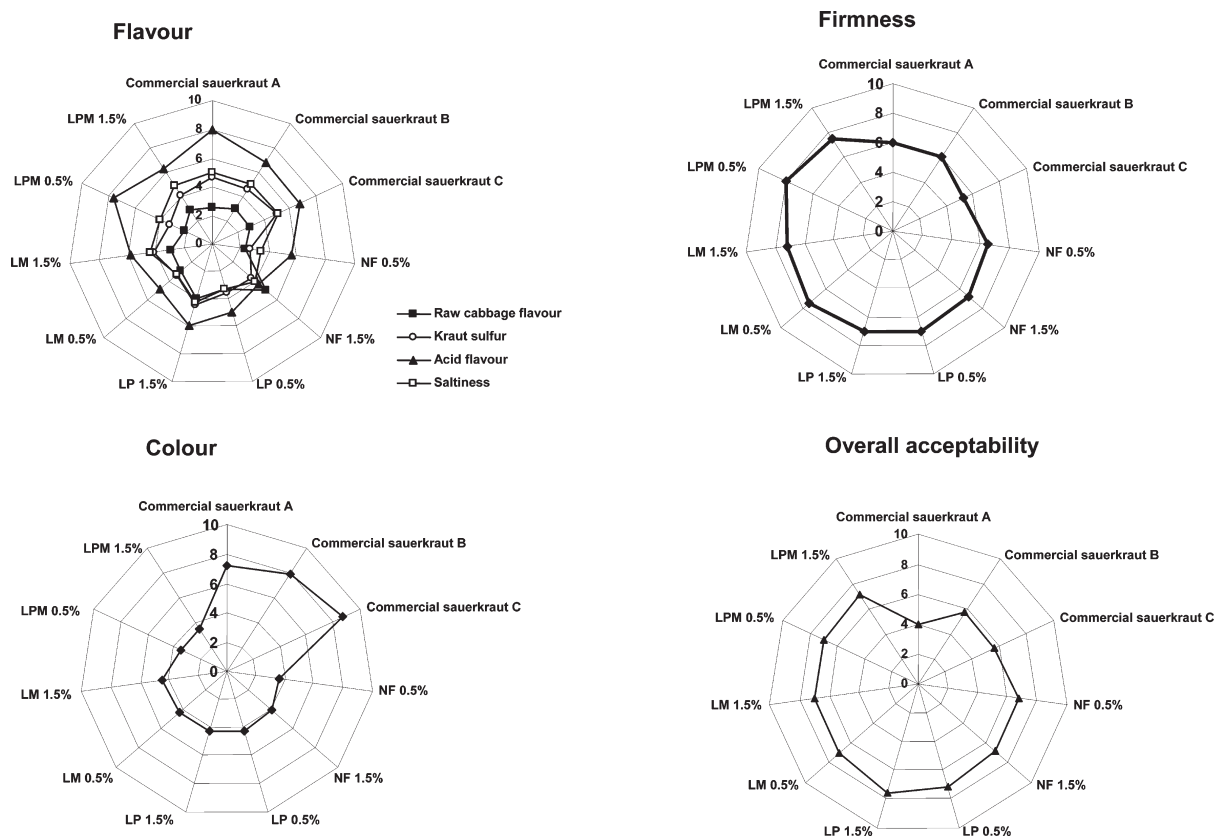 Flavour
Commercial sauerkraut A
10
8
6
4
2
0
Commercial sauerkraut B
Commercial sauerkraut C
NF 0.5%
NF 1.5%
LP 0.5%
LP 1.5%
LM 0.5%
LM 1.5%
LPM 0.5%
LPM 1.5%
Raw cabbage flavour
Kraut sulfur
Acid flavour
Saltiness
Firmness
Commercial sauerkraut A
10
8
6
4
2
0
Commercial sauerkraut B
Commercial sauerkraut C
NF 0.5%
NF 1.5%
LP 0.5%
LP 1.5%
LM 0.5%
LM 1.5%
LPM 0.5%
LPM 1.5%
Colour
Commercial sauerkraut A
10
8
6
4
2
0
Commercial sauerkraut B
Commercial sauerkraut C
NF 0.5%
NF 1.5%
LP 0.5%
LP 1.5%
LM 0.5%
LM 1.5%
LPM 0.5%
LPM 1.5%
Overall acceptability
Commercial sauerkraut A
10
8
6
4
2
0
Commercial sauerkraut B
Commercial sauerkraut C
NF 0.5%
NF 1.5%
LP 0.5%
LP 1.5%
LM 0.5%
LM 1.5%
LPM 0.5%
LPM 1.5%